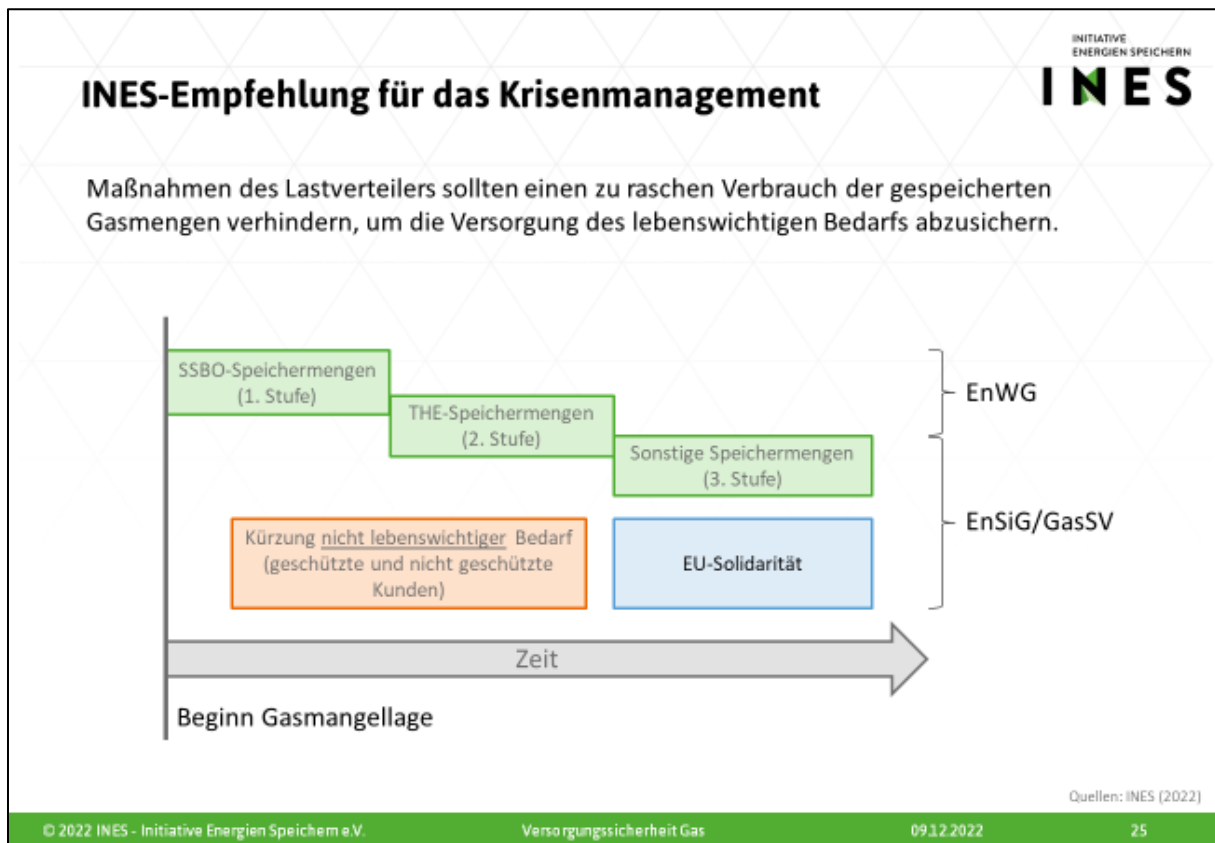 INITIATIVE
ENERGIEN SPEICHERN
INES
INES-Empfehlung für das Krisenmanagement
Maßnahmen des Lastverteilers sollten einen zu raschen Verbrauch der gespeicherten
Gasmengen verhindern, um die Versorgung des lebenswichtigen Bedarfs abzusichern.
SSBO-Speichermengen
(1. Stufe)
THE-Speichermengen
(2. Stufe)
Sonstige Speichermengen
(3. Stufe)
EnWG
Kürzung nicht lebenswichtiger Bedarf
(geschützte und nicht geschützte
Kunden)
EU-Solidarität
EnSiG/GasSV
Zeit
Beginn Gasmangellage
Quellen: INES (2022)
© 2022 INES - Initiative Energien Speichern e.V.
Versorgungssicherheit Gas
09.12.2022
25